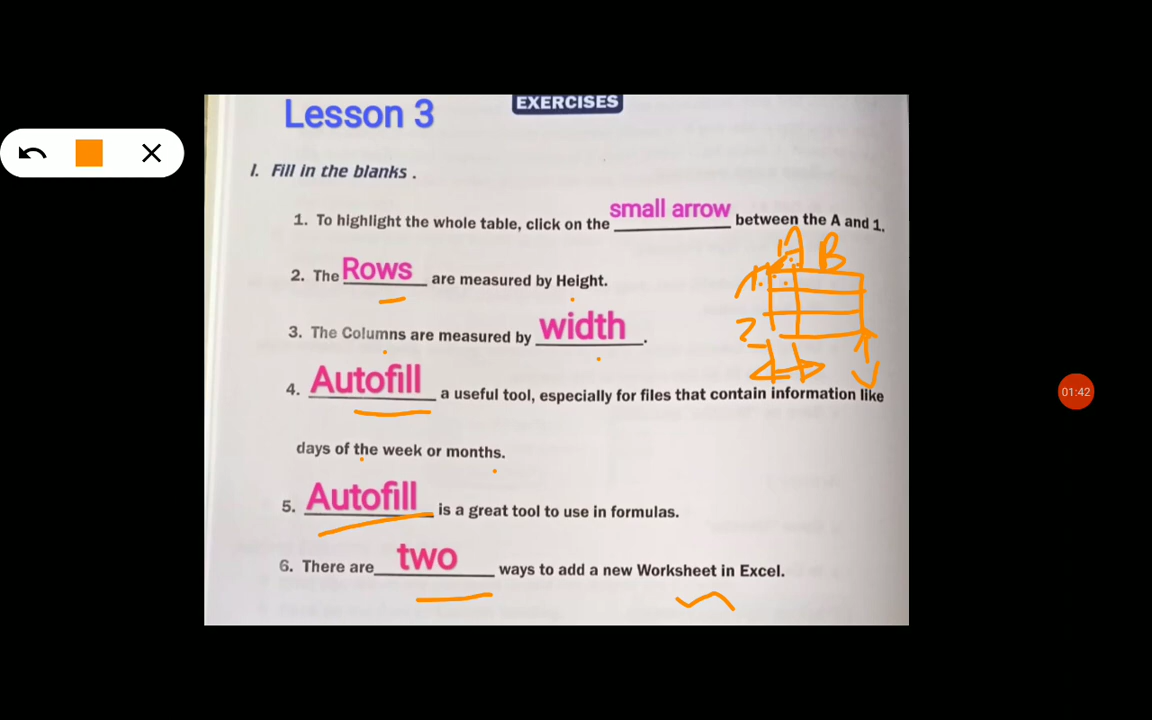 EXERCISES
Lesson 3
I. Fill in the blanks .
1. To highlight the whole table, click on the small arrow between the A and 1.
2. The Rows are measured by Height.
3. The Columns are measured by width.
4. Autofill a useful tool, especially for files that contain information like
days of the week or months.
5. Autofill is a great tool to use in formulas.
6. There are two ways to add a new Worksheet in Excel.
A B
1
2
01:42